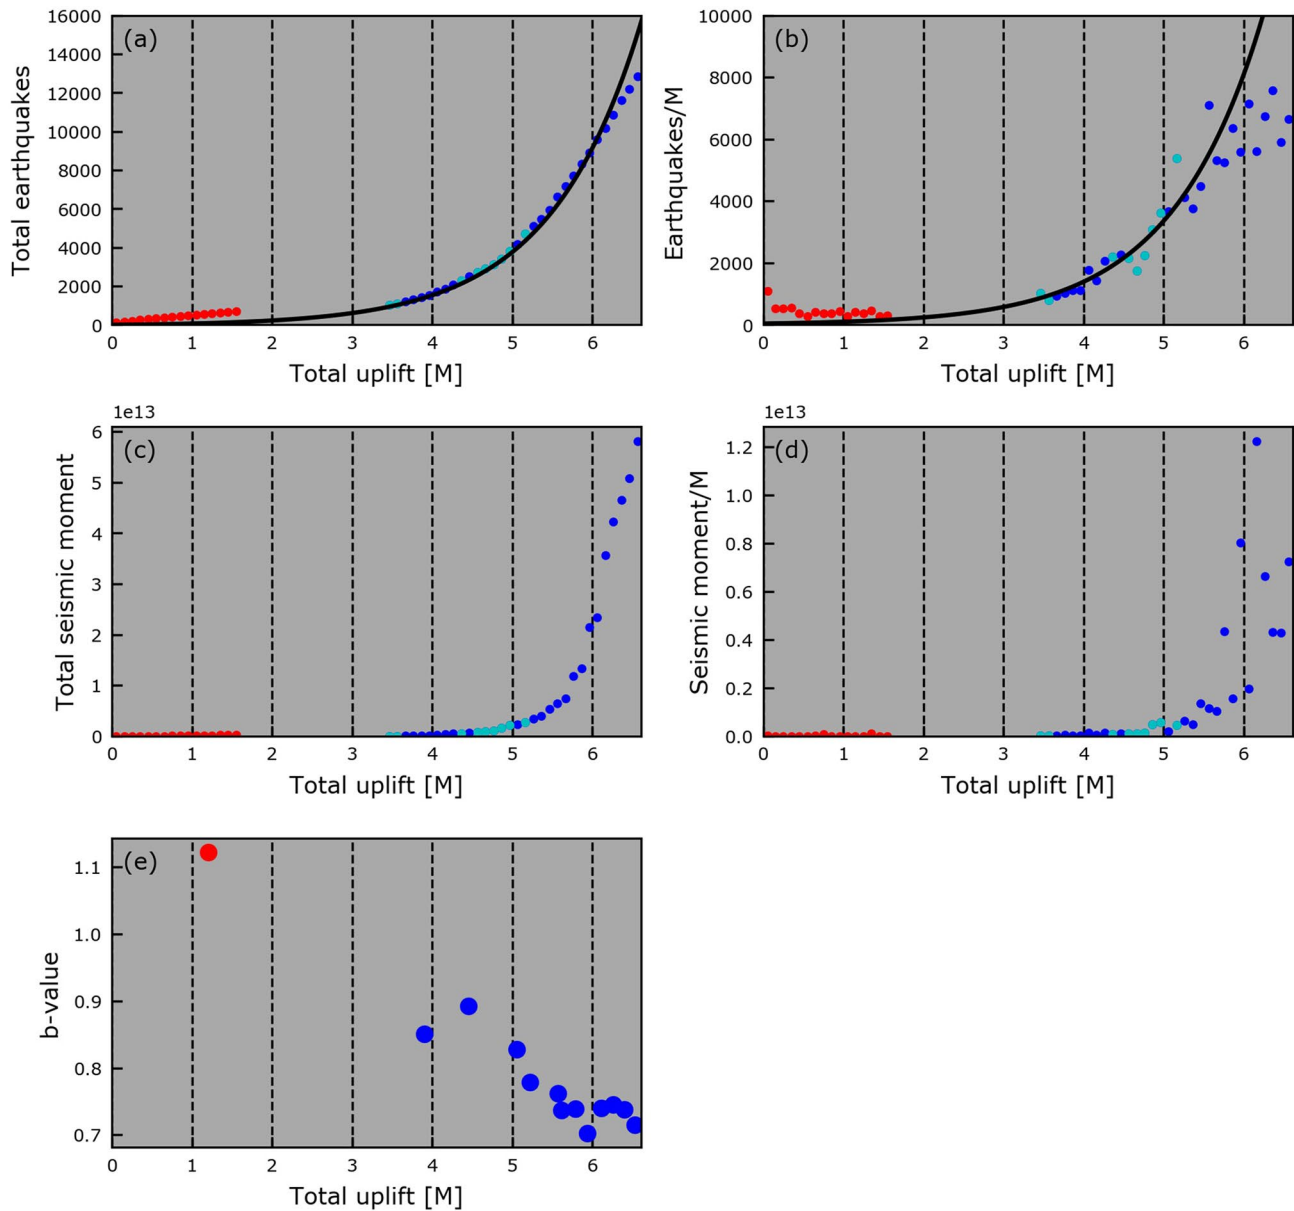 (a)
16000
14000
12000
10000
8000
6000
4000
2000
0
Total earthquakes
0 1 2 3 4 5 6
Total uplift [M]
(b)
10000
8000
6000
4000
2000
0
Earthquakes/M
0 1 2 3 4 5 6
Total uplift [M]
1e13
(c)
6
5
4
3
2
1
0
Total seismic moment
0 1 2 3 4 5 6
Total uplift [M]
1e13
(d)
1.2
1.0
0.8
0.6
0.4
0.2
0.0
Seismic moment/M
0 1 2 3 4 5 6
Total uplift [M]
(e)
1.1
1.0
0.9
0.8
0.7
b-value
0 1 2 3 4 5 6
Total uplift [M]